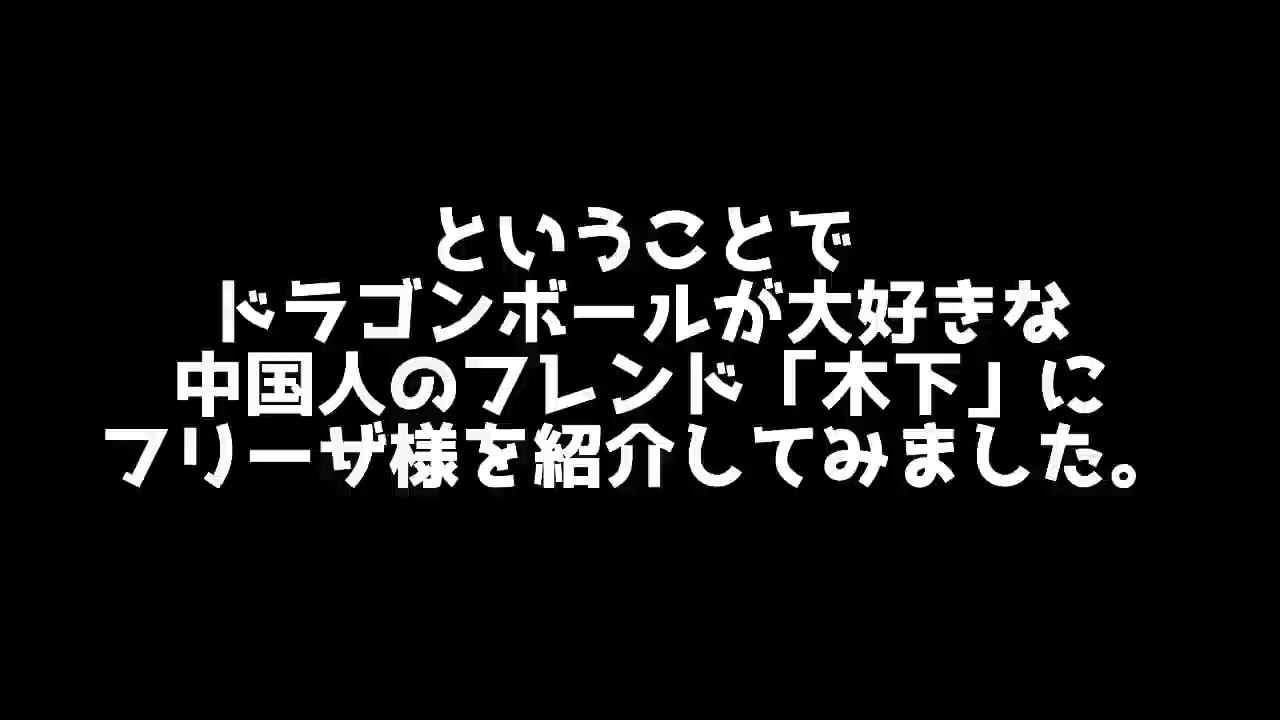 ということで
ドラゴンボールが大好きな
中国人のフレンド「木下」に
フリーザ様を紹介してみました。